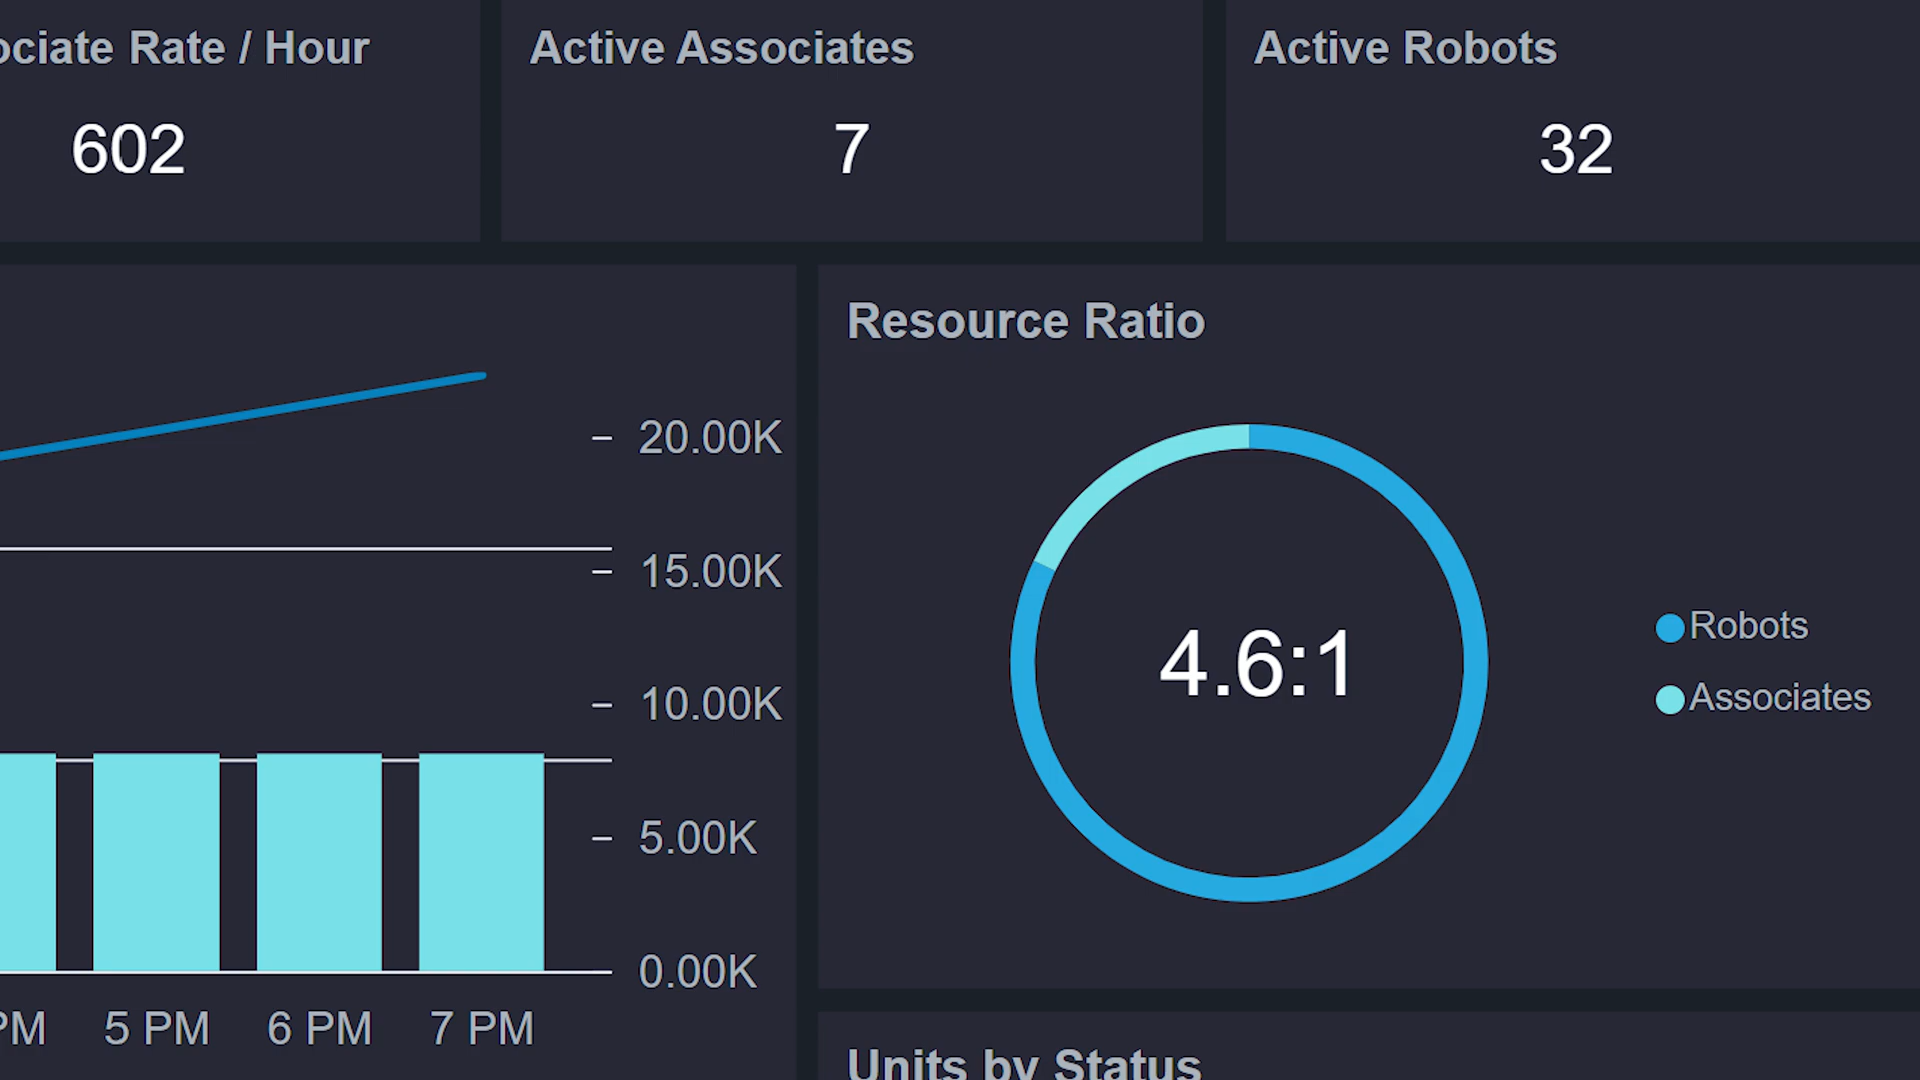 ociate Rate / Hour
602
Active Associates
7
Active Robots
32
20.00K
15.00K
10.00K
5.00K
0.00K
PM
5 PM
6 PM
7 PM
Resource Ratio
4.6:1
Robots
Associates
Units by Status